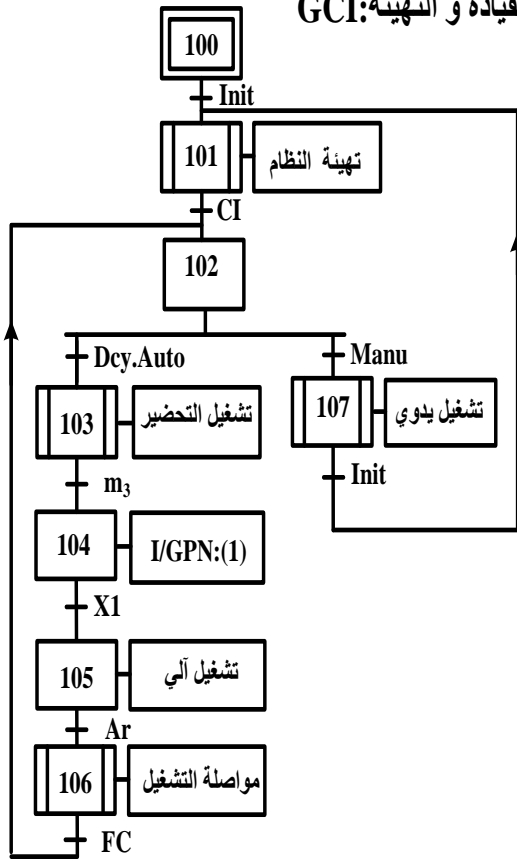 القيادة و التهيئة:GCI
100
Init
101
تهيئة النظام
CI
102
Dcy.Auto
Manu
103
تشغيل التحضير
107
تشغيل يدوي
m₃
Init
104
I/GPN:(1)
X1
105
تشغيل آلي
Ar
106
مواصلة التشغيل
FC